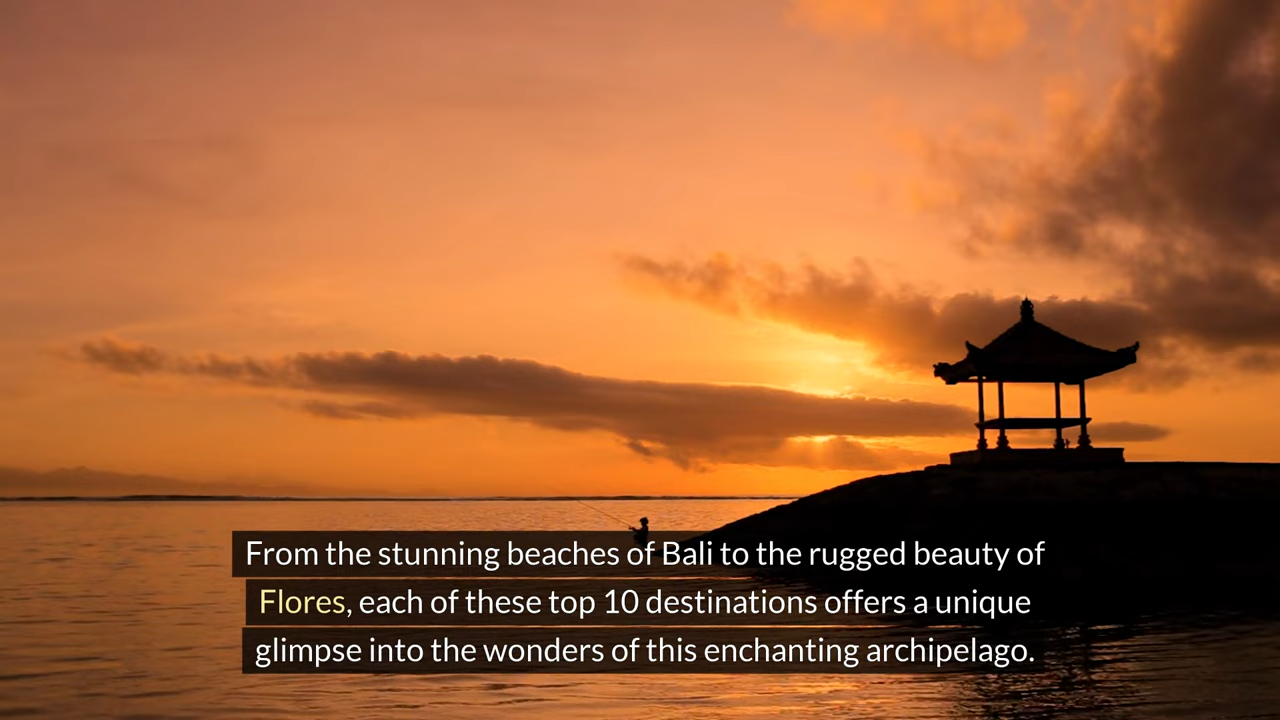 From the stunning beaches of Bali to the rugged beauty of
Flores, each of these top 10 destinations offers a unique
glimpse into the wonders of this enchanting archipelago.